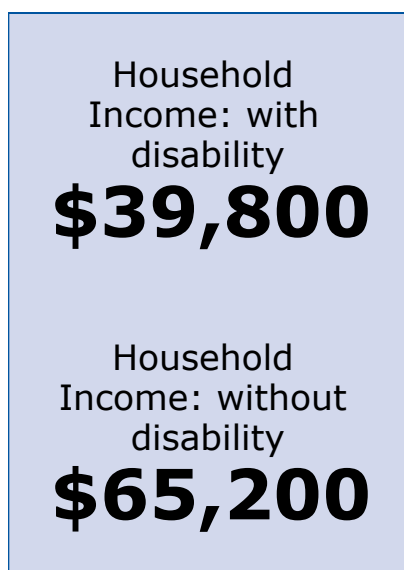 Household
Income: with
disability
$39,800
Household
Income: without
disability
$65,200